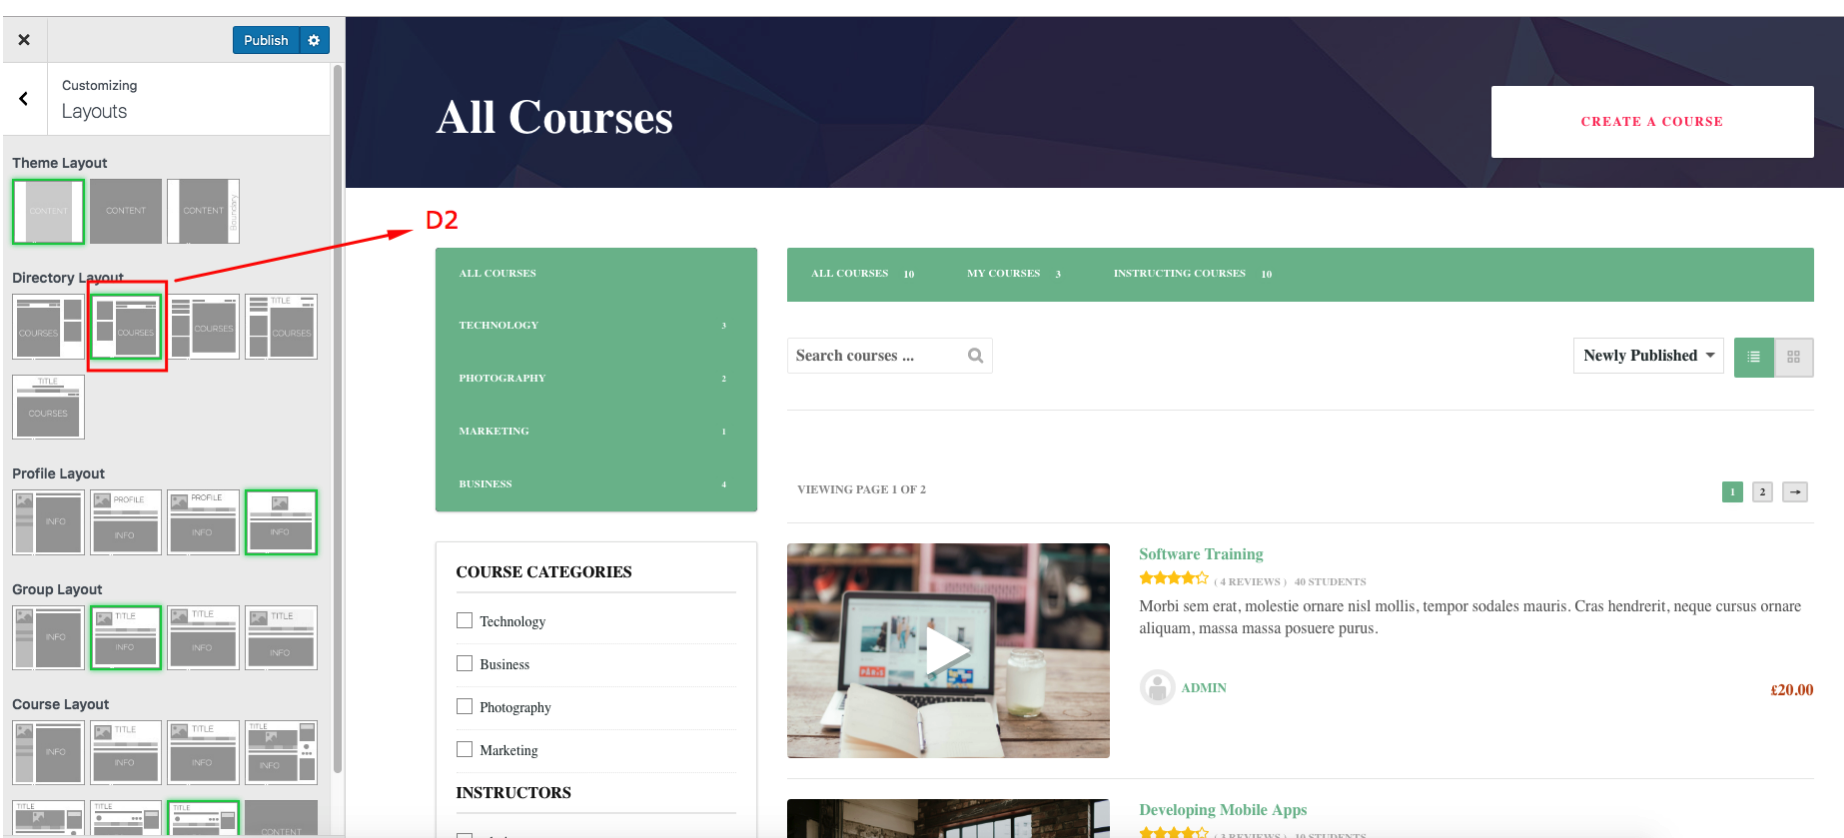 Publish
Customizing
Layouts
Theme Layout
CONTENT
CONTENT
CONTENT
Directory Layout
COURSES
COURSES
COURSES
TITLE
COURSES
TITLE
COURSES
Profile Layout
INFO
PROFILE
INFO
PROFILE
INFO
INFO
Group Layout
INFO
TITLE
INFO
TITLE
INFO
TITLE
INFO
Course Layout
INFO
TITLE
INFO
TITLE
INFO
TITLE
INFO
TITLE
TITLE
TITLE
CONTENT
All Courses
CREATE A COURSE
D2
ALL COURSES
TECHNOLOGY 3
PHOTOGRAPHY 2
MARKETING 1
BUSINESS 4
COURSE CATEGORIES
Technology
Business
Photography
Marketing
INSTRUCTORS
ALL COURSES 10 MY COURSES 3 INSTRUCTING COURSES 10
Search courses ...
Newly Published
VIEWING PAGE 1 OF 2
1 2 →
Software Training
( 4 REVIEWS ) 40 STUDENTS
Morbi sem erat, molestie ornare nisl mollis, tempor sodales mauris. Cras hendrerit, neque cursus ornare
aliquam, massa massa posuere purus.
ADMIN
£20.00
Developing Mobile Apps
( 3 REVIEWS ) 10 STUDENTS